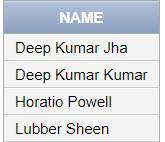 NAME
Deep Kumar Jha
Deep Kumar Kumar
Horatio Powell
Lubber Sheen